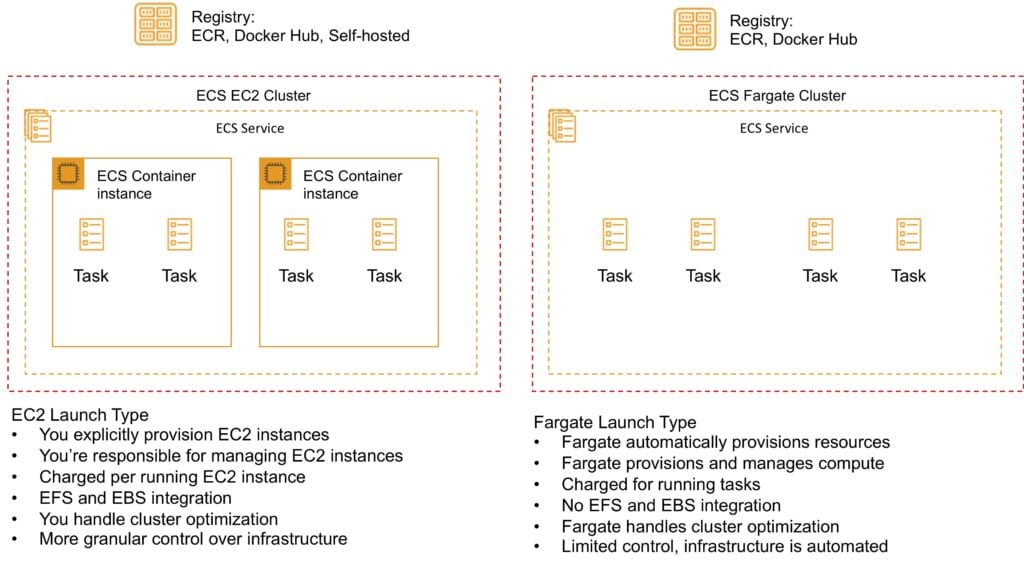 Registry:
ECR, Docker Hub, Self-hosted
ECS EC2 Cluster
ECS Service
ECS Container
instance
Task
Task
ECS Container
instance
Task
Task
EC2 Launch Type
• You explicitly provision EC2 instances
• You’re responsible for managing EC2 instances
• Charged per running EC2 instance
• EFS and EBS integration
• You handle cluster optimization
• More granular control over infrastructure
Registry:
ECR, Docker Hub
ECS Fargate Cluster
ECS Service
Task
Task
Task
Task
Fargate Launch Type
• Fargate automatically provisions resources
• Fargate provisions and manages compute
• Charged for running tasks
• No EFS and EBS integration
• Fargate handles cluster optimization
• Limited control, infrastructure is automated